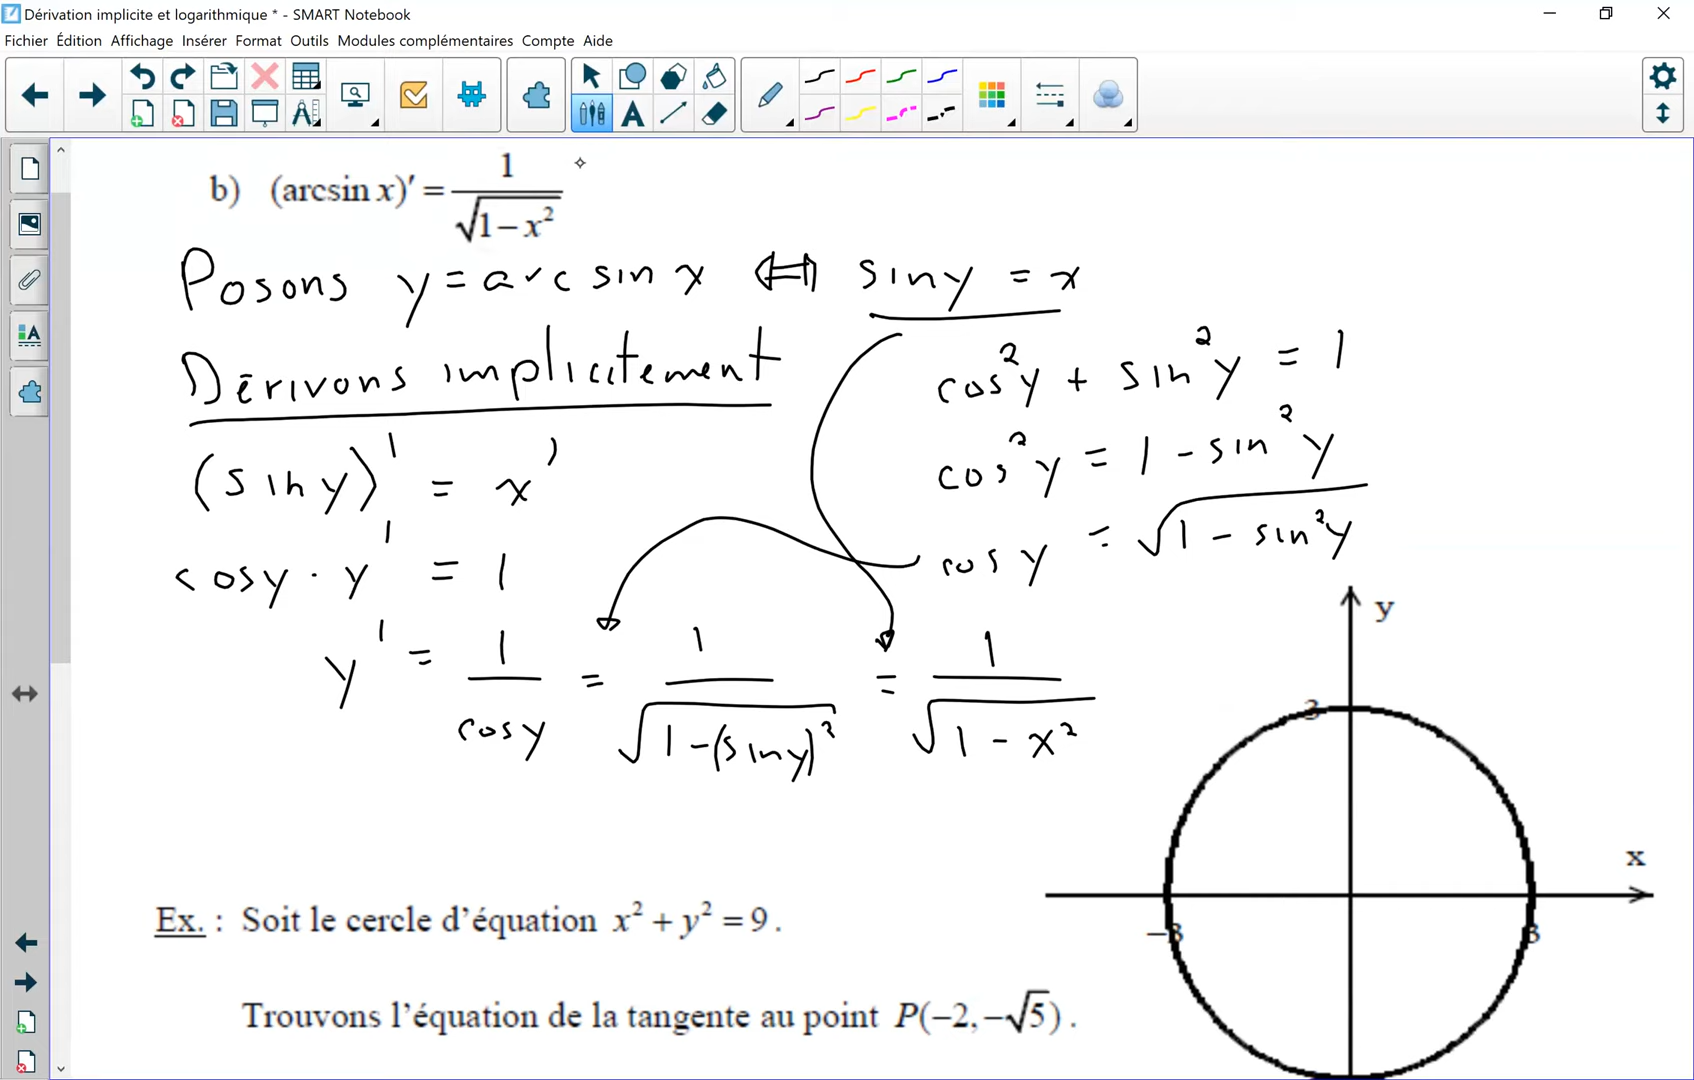 Dérivation implicite et logarithmique * - SMART Notebook
Fichier Édition Affichage Insérer Format Outils Modules complémentaires Compte Aide
b) (arcsin x)′ = 1/√(1−x²)
Posons y = arcsin x ⟺ sin y = x
Dérivons implicitement
cos²y + sin²y = 1
(sin y)' = x'
cos²y = 1 - sin²y
cos y = √(1 - sin²y)
cos y · y' = 1
y' = 1/cos y = 1/√(1-(sin y)²) = 1/√(1 - x²)
y
3
x
−3 3
Ex. : Soit le cercle d’équation x² + y² = 9.
Trouvons l’équation de la tangente au point P(−2, −√5).